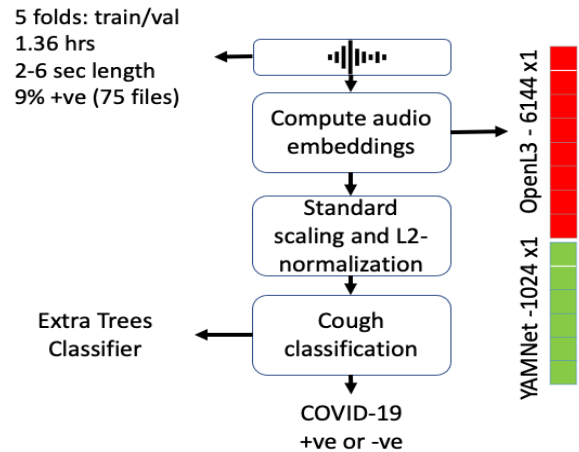 5 folds: train/val
1.36 hrs
2-6 sec length
9% +ve (75 files)
Compute audio
embeddings
OpenL3 - 6144 x1
Standard
scaling and L2-
normalization
YAMNet -1024 x1
Extra Trees
Classifier
Cough
classification
COVID-19
+ve or -ve